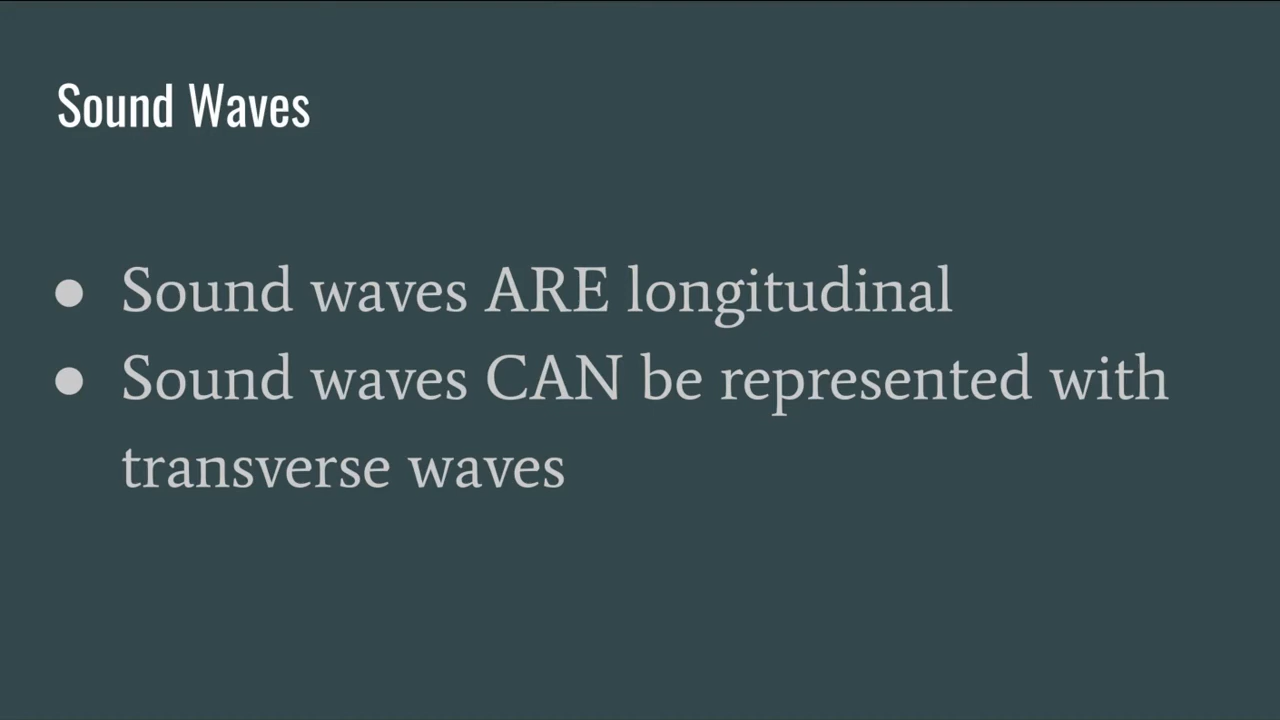 Sound Waves
● Sound waves ARE longitudinal
● Sound waves CAN be represented with
transverse waves